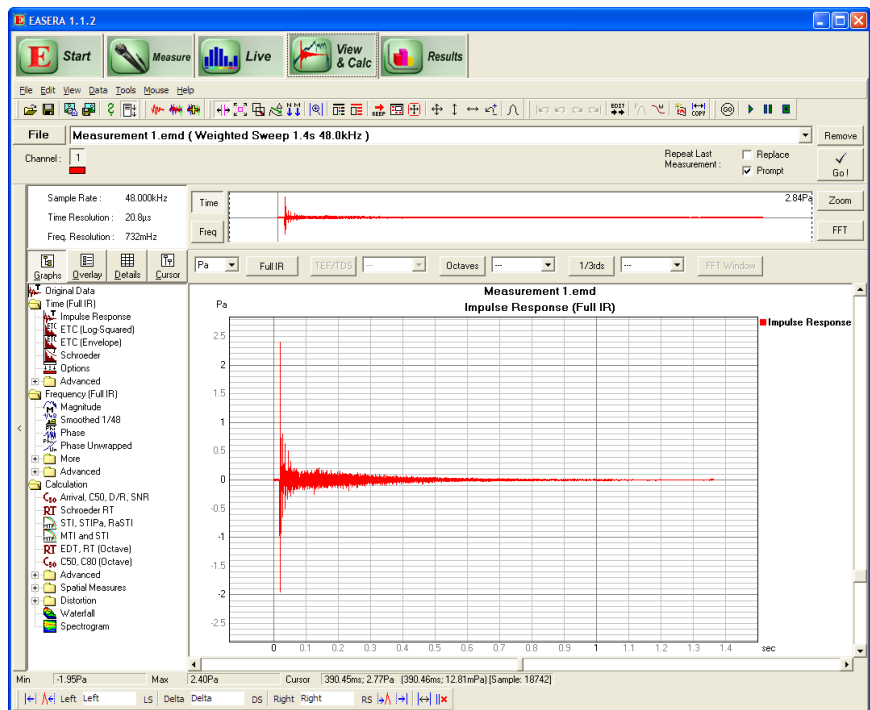 EASERA 1.1.2
Start Measure Live View & Calc Results
File Edit View Data Tools Mouse Help
KEEP EDIT COPY
File Measurement 1.emd ( Weighted Sweep 1.4s 48.0kHz ) Remove
Channel : 1 Repeat Last Measurement : Replace Prompt Go !
Sample Rate : 48.000kHz
Time Resolution : 20.8µs
Freq. Resolution : 732mHz
Time 2.84Pa Zoom
Freq FFT
Graphs Overlay Details Cursor Pa Full IR TEF/TDS --- Octaves --- 1/3rds --- FFT Window
Original Data
Time (Full IR)
Impulse Response
ETC (Log-Squared)
ETC (Envelope)
Schroeder
Options
Advanced
Frequency (Full IR)
Magnitude
Smoothed 1/48
Phase
Phase Unwrapped
More
Advanced
Calculation
C50 Arrival, C50, D/R, SNR
RT Schroeder RT
STI, STIPa, RaSTI
MTI and STI
RT EDT, RT (Octave)
C50 C50, C80 (Octave)
Advanced
Spatial Measures
Distortion
Waterfall
Spectrogram
Measurement 1.emd
Impulse Response (Full IR)
Pa
Impulse Response
2.5
2
1.5
1
0.5
0
-0.5
-1
-1.5
-2
-2.5
0 0.1 0.2 0.3 0.4 0.5 0.6 0.7 0.8 0.9 1 1.1 1.2 1.3 1.4 sec
Min -1.95Pa Max 2.40Pa Cursor 390.45ms; 2.77Pa (390.46ms; 12.81mPa) [Sample: 18742]
Left Left LS Delta Delta DS Right Right RS